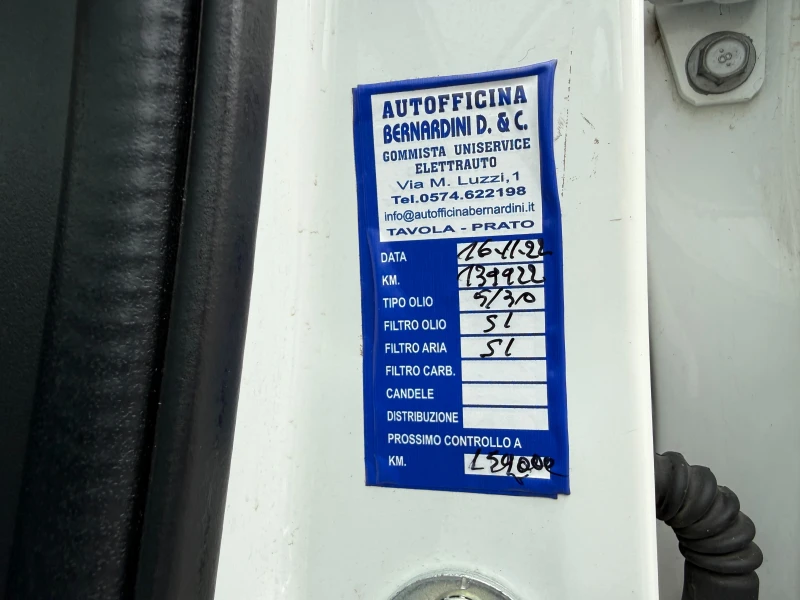 AUTOFFICINA
BERNARDINI D. & C.
GOMMISTA UNISERVICE
ELETTRAUTO
Via M. Luzzi,1
Tel.0574.622198
info@autofficinabernardini.it
TAVOLA - PRATO
DATA 16-11-22
KM. 139922
TIPO OLIO 5/30
FILTRO OLIO SI
FILTRO ARIA SI
FILTRO CARB.
CANDELE
DISTRIBUZIONE
PROSSIMO CONTROLLO A
KM. 159000